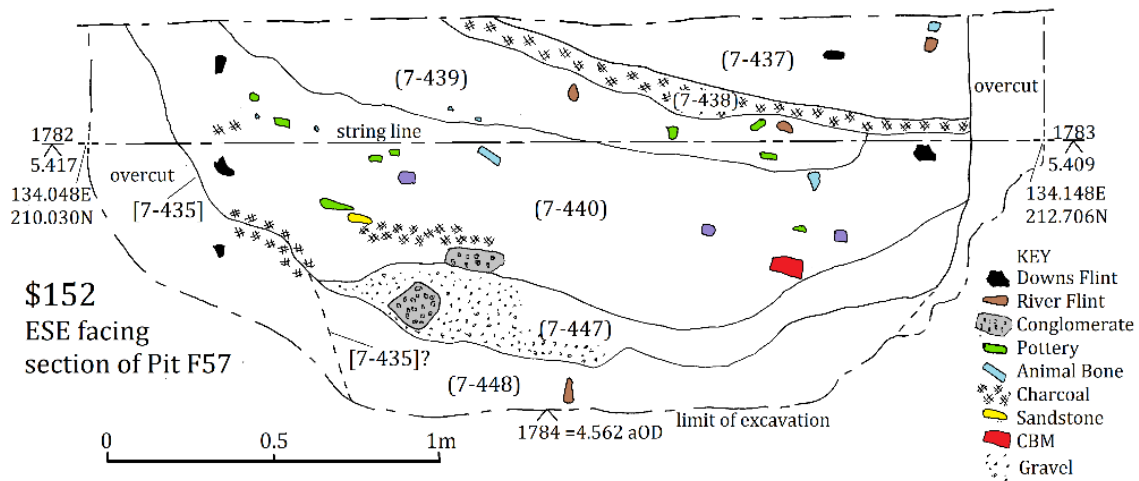 (7-437)
(7-439)
overcut
(7-438)
string line
1782
5.417
134.048E
210.030N
overcut
[7-435]
1783
5.409
134.148E
212.706N
(7-440)
$152
ESE facing
section of Pit F57
(7-447)
[7-435]?
(7-448)
1784 =4.562 aOD
limit of excavation
0
0.5
1m
KEY
Downs Flint
River Flint
Conglomerate
Pottery
Animal Bone
Charcoal
Sandstone
CBM
Gravel